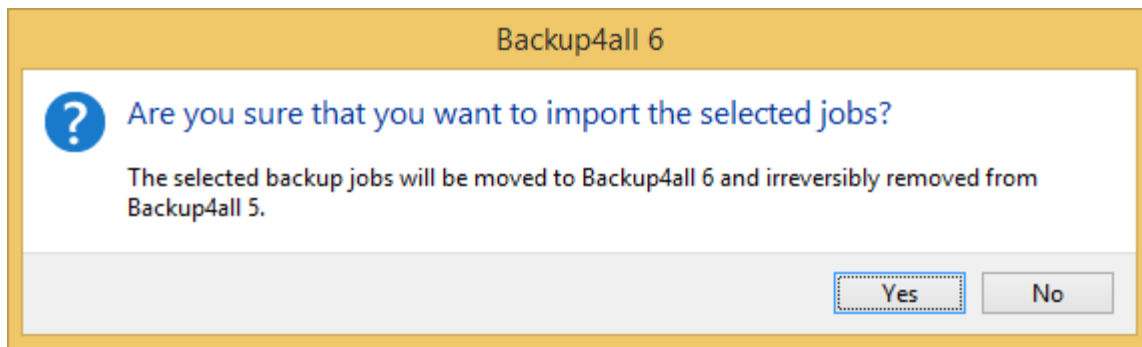 Backup4all 6
Are you sure that you want to import the selected jobs?
The selected backup jobs will be moved to Backup4all 6 and irreversibly removed from
Backup4all 5.
Yes
No